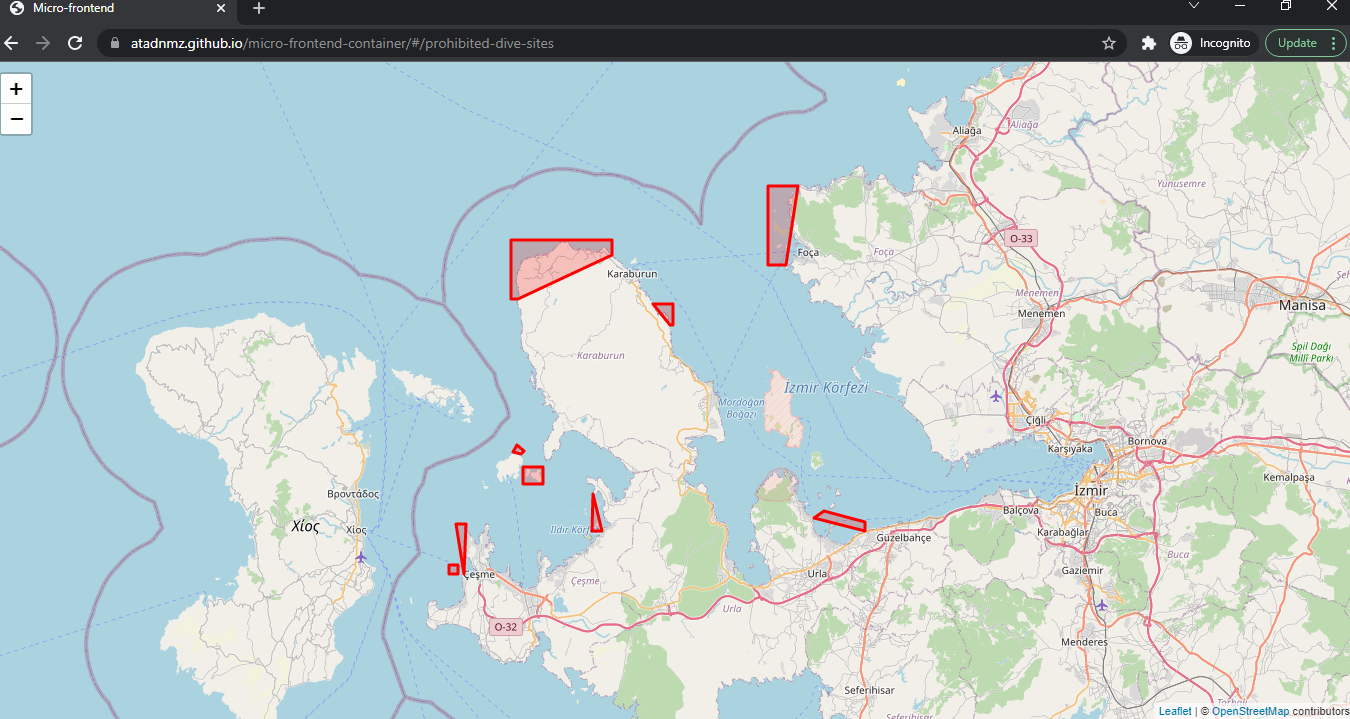 Micro-frontend
atadnmz.github.io/micro-frontend-container/#/prohibited-dive-sites
Incognito
Update
+
−
Aliağa
Aliağa
Yunusemre
O-33
Foça
Foça
Karaburun
Menemen
Menemen
Manisa
Spil Dağı
Millî Parkı
Karaburun
İzmir Körfezi
Mordoğan
Boğazı
Çiğli
Karşıyaka
Bornova
Kemalpaşa
Βροντάδος
İzmir
Χίος
Χίος
Ildır Körf
Balçova
Buca
Güzelbahçe
Karabağlar
Buca
Gaziemir
Çeşme
Çeşme
Urla
Urla
O-32
Menderes
Seferihisar
Seferihisar
Leaflet | © OpenStreetMap contributors